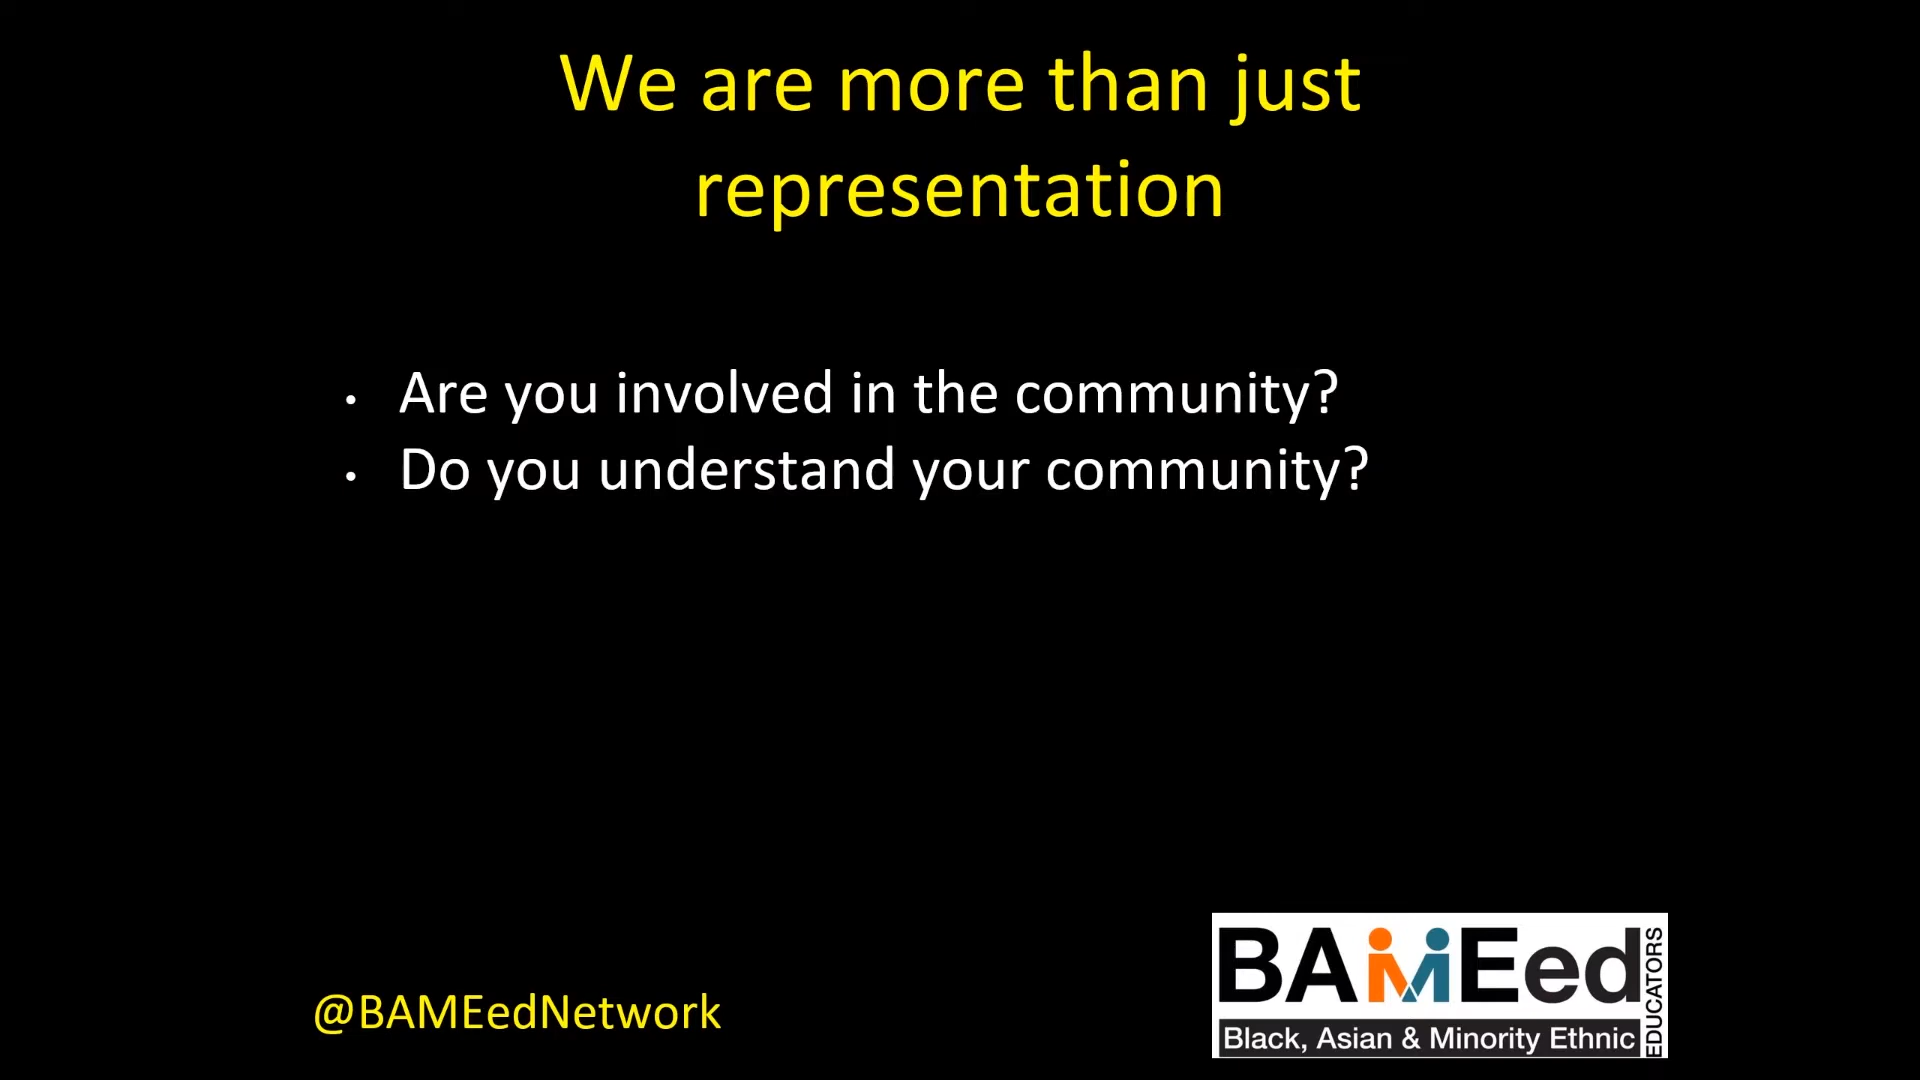 We are more than just
representation
• Are you involved in the community?
• Do you understand your community?
@BAMEedNetwork
BAMEed
EDUCATORS
Black, Asian & Minority Ethnic